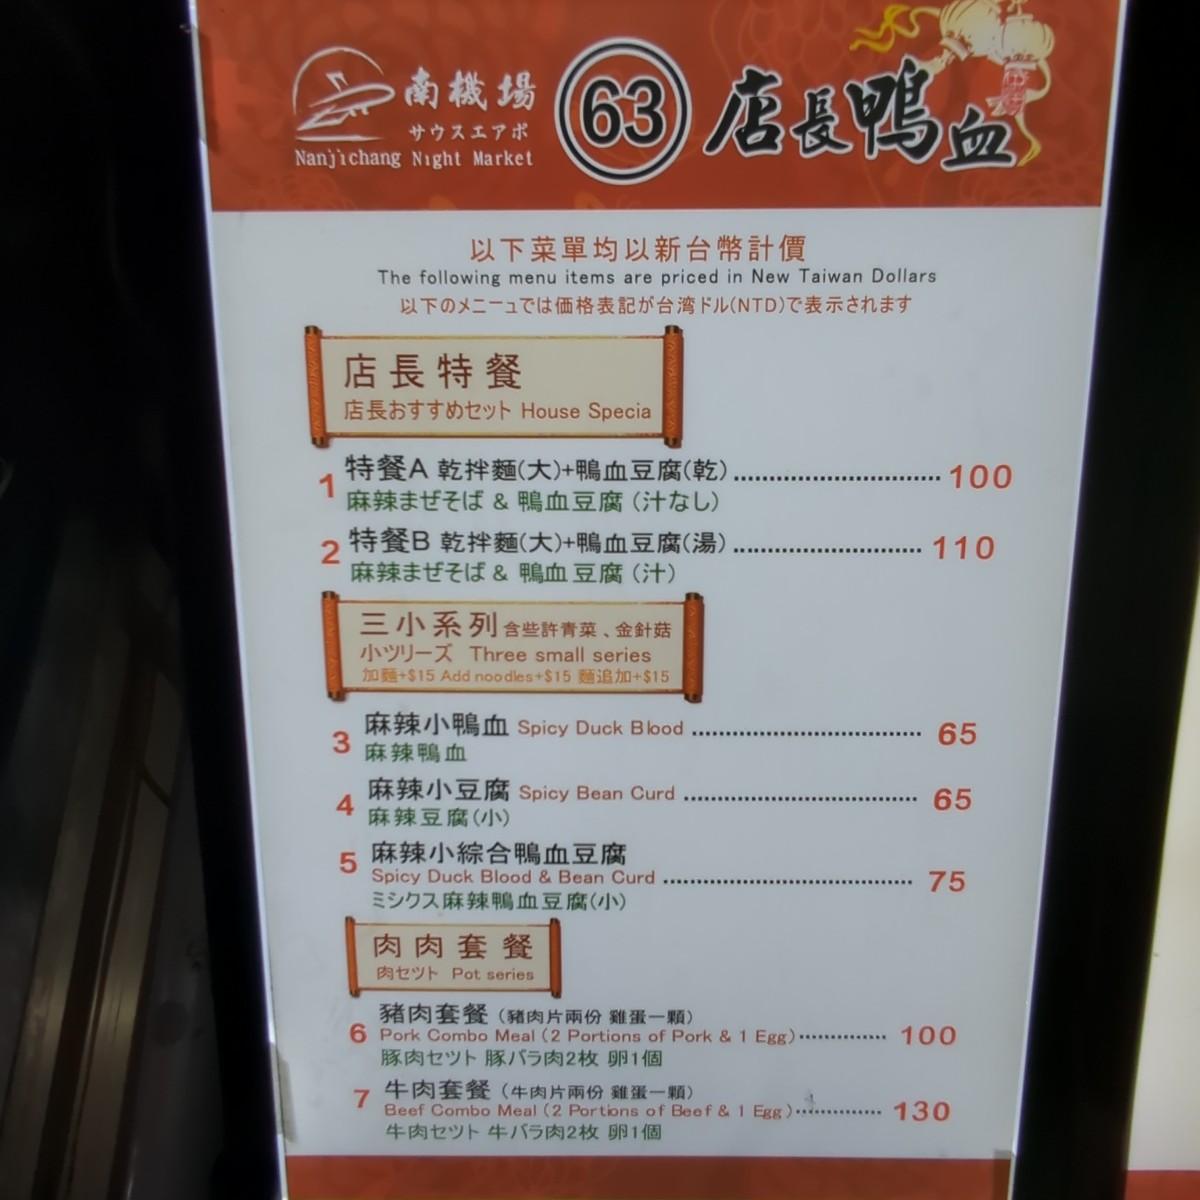 南機場
サウスエアポ
Nanjichang Night Market
63
店長鴨血
以下菜單均以新台幣計價
The following menu items are priced in New Taiwan Dollars
以下のメニューでは価格表記が台湾ドル(NTD)で表示されます
店長特餐
店長おすすめセット House Specia
1 特餐A 乾拌麵(大)+鴨血豆腐(乾) 100
麻辣まぜそば & 鴨血豆腐 (汁なし)
2 特餐B 乾拌麵(大)+鴨血豆腐(湯) 110
麻辣まぜそば & 鴨血豆腐 (汁)
三小系列 含些許青菜、金針菇
小ツリーズ Three small series
加麵+$15 Add noodles+$15 麵追加+$15
3 麻辣小鴨血 Spicy Duck Blood 65
麻辣鴨血
4 麻辣小豆腐 Spicy Bean Curd 65
麻辣豆腐(小)
5 麻辣小綜合鴨血豆腐
Spicy Duck Blood & Bean Curd 75
ミシクス麻辣鴨血豆腐(小)
肉肉套餐
肉セツト Pot series
6 豬肉套餐 (豬肉片兩份 雞蛋一顆)
Pork Combo Meal (2 Portions of Pork & 1 Egg) 100
豚肉セツト 豚バラ肉2枚 卵1個
7 牛肉套餐 (牛肉片兩份 雞蛋一顆)
Beef Combo Meal (2 Portions of Beef & 1 Egg) 130
牛肉セツト 牛バラ肉2枚 卵1個